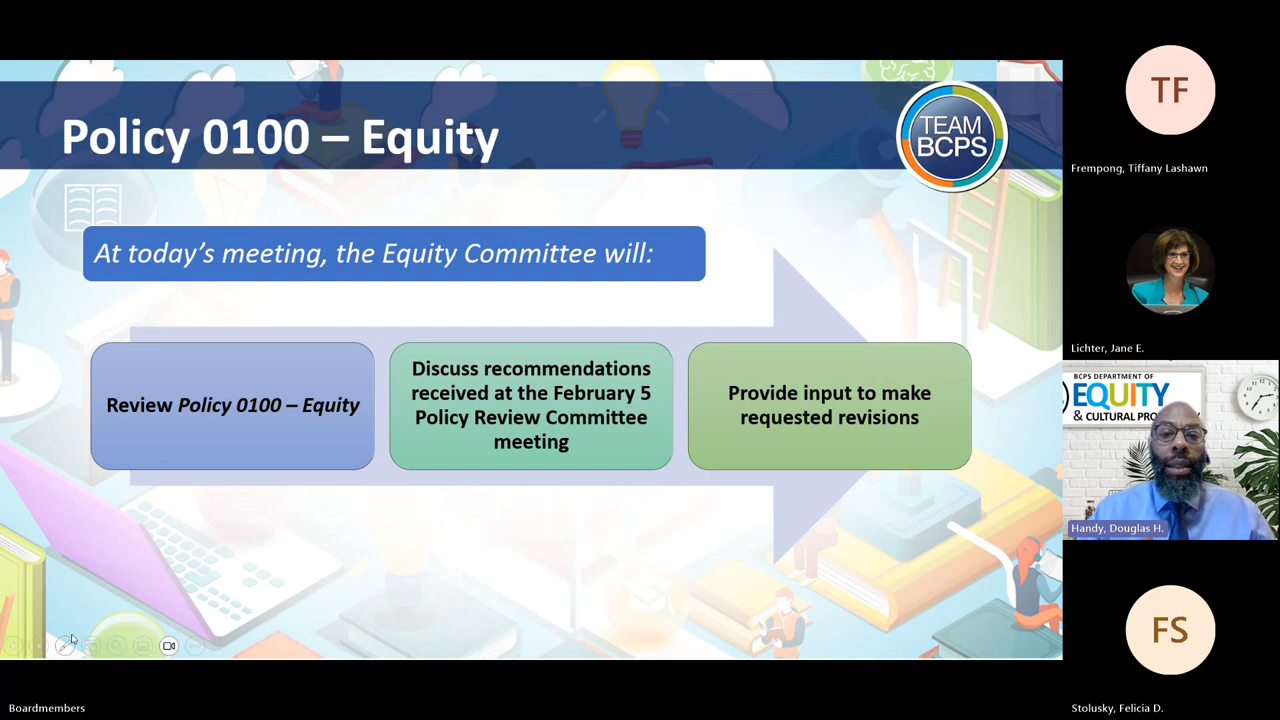 Policy 0100 – Equity
TEAM
BCPS
At today's meeting, the Equity Committee will:
Review Policy 0100 – Equity
Discuss recommendations
received at the February 5
Policy Review Committee
meeting
Provide input to make
requested revisions
TF
Frempong, Tiffany Lashawn
Lichter, Jane E.
BCPS DEPARTMENT OF
EQUITY
& CULTURAL PRO
Handy, Douglas H.
FS
Stolusky, Felicia D.
Boardmembers